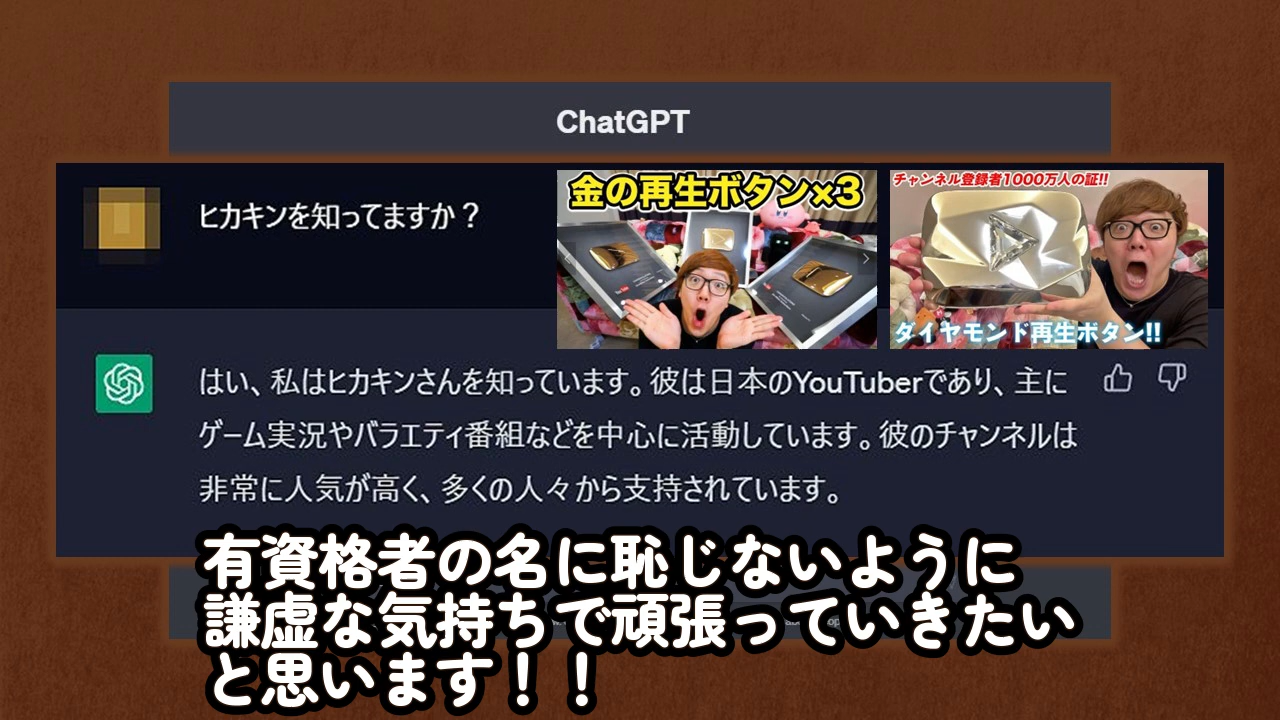 ChatGPT
ヒカキンを知ってますか？
金の再生ボタン×3
チャンネル登録者1000万人の証!!
ダイヤモンド再生ボタン!!
はい、私はヒカキンさんを知っています。彼は日本のYouTuberであり、主に
ゲーム実況やバラエティ番組などを中心に活動しています。彼のチャンネルは
非常に人気が高く、多くの人々から支持されています。
有資格者の名に恥じないように
謙虚な気持ちで頑張っていきたい
と思います！！